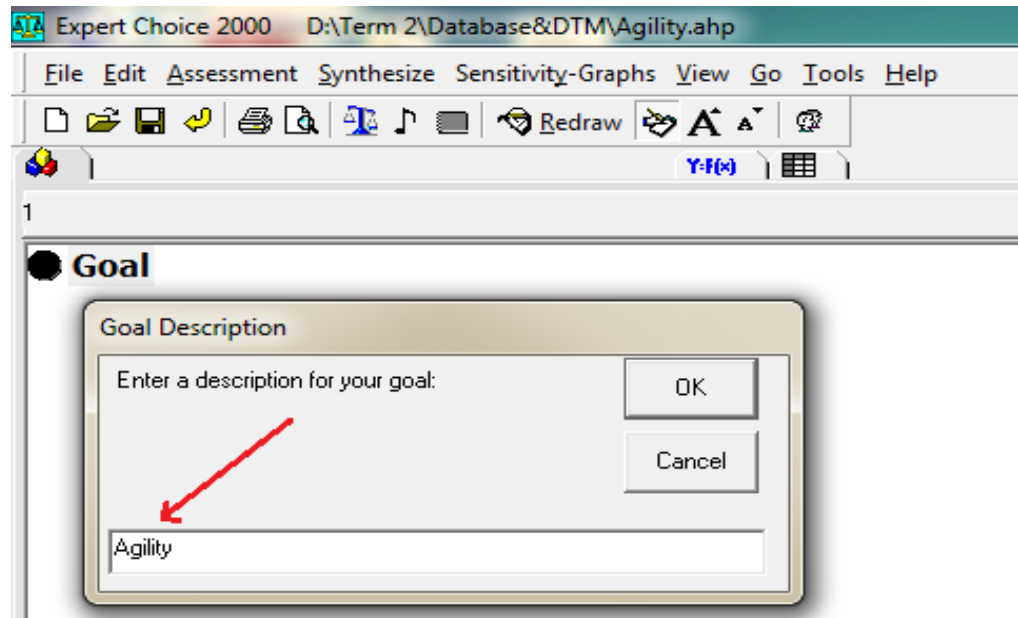 Expert Choice 2000 D:\Term 2\Database&DTM\Agility.ahp
File Edit Assessment Synthesize Sensitivity-Graphs View Go Tools Help
Redraw A A
Y=F(x)
1
Goal
Goal Description
Enter a description for your goal:
OK
Cancel
Agility